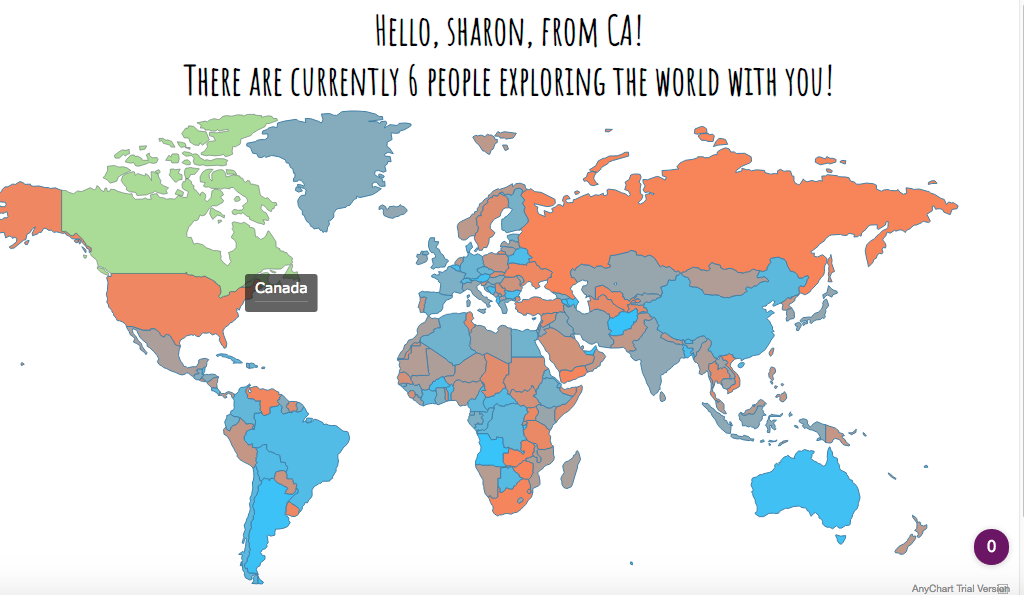 Hello, sharon, from CA!
There are currently 6 people exploring the world with you!
Canada
0
AnyChart Trial Version